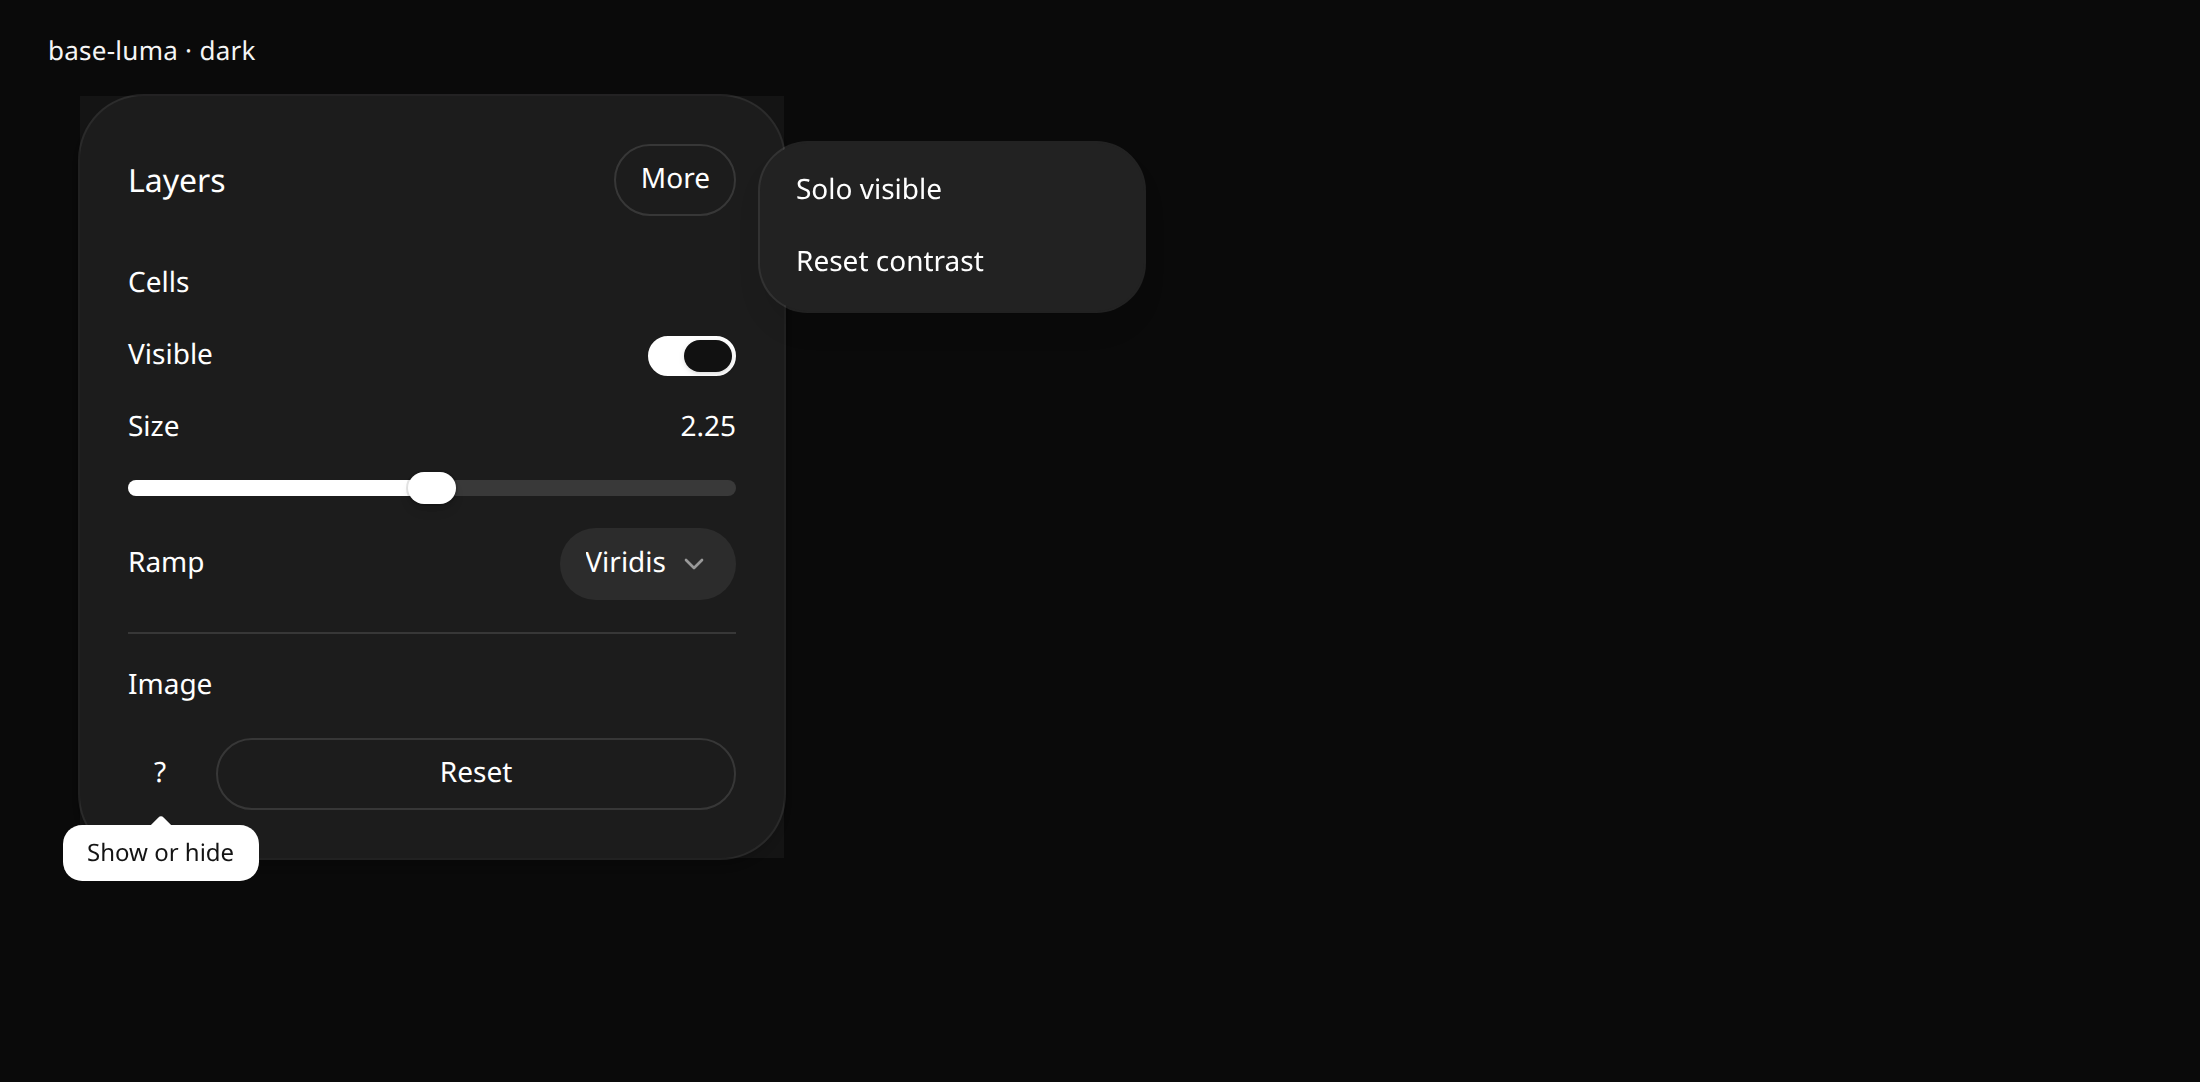 base-luma · dark
Layers
More
Solo visible
Reset contrast
Cells
Visible
Size
2.25
Ramp
Viridis
Image
?
Reset
Show or hide